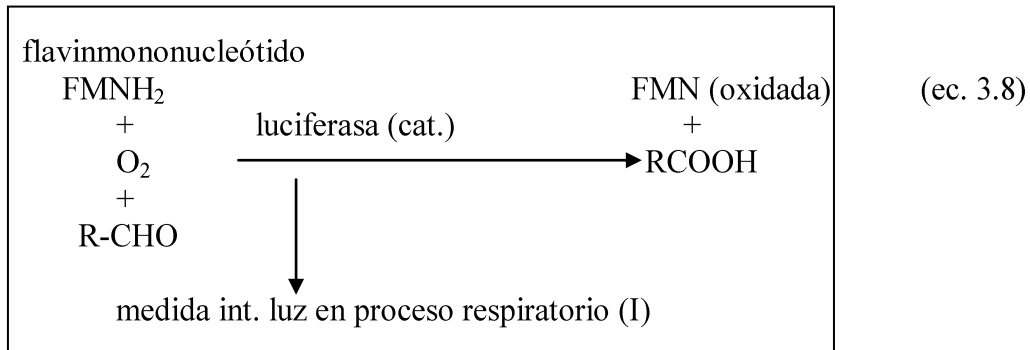 flavinmononucleótido
FMNH₂ FMN (oxidada) (ec. 3.8)
+ luciferasa (cat.) +
O₂ RCOOH
+
R-CHO
medida int. luz en proceso respiratorio (I)